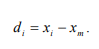 dᵢ = xᵢ − xₘ.